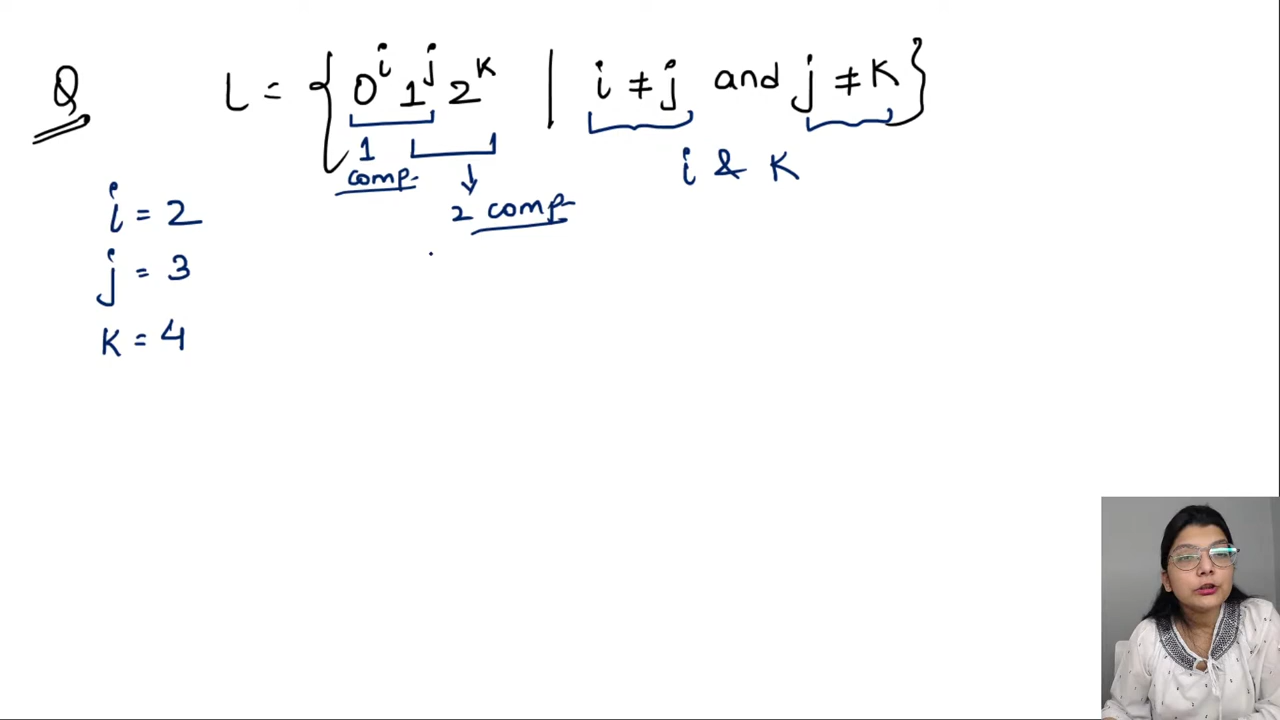 Q L = { 0^i 1^j 2^k | i ≠ j and j ≠ k }
1 comp. 2 comp. i & k
i = 2
j = 3
k = 4